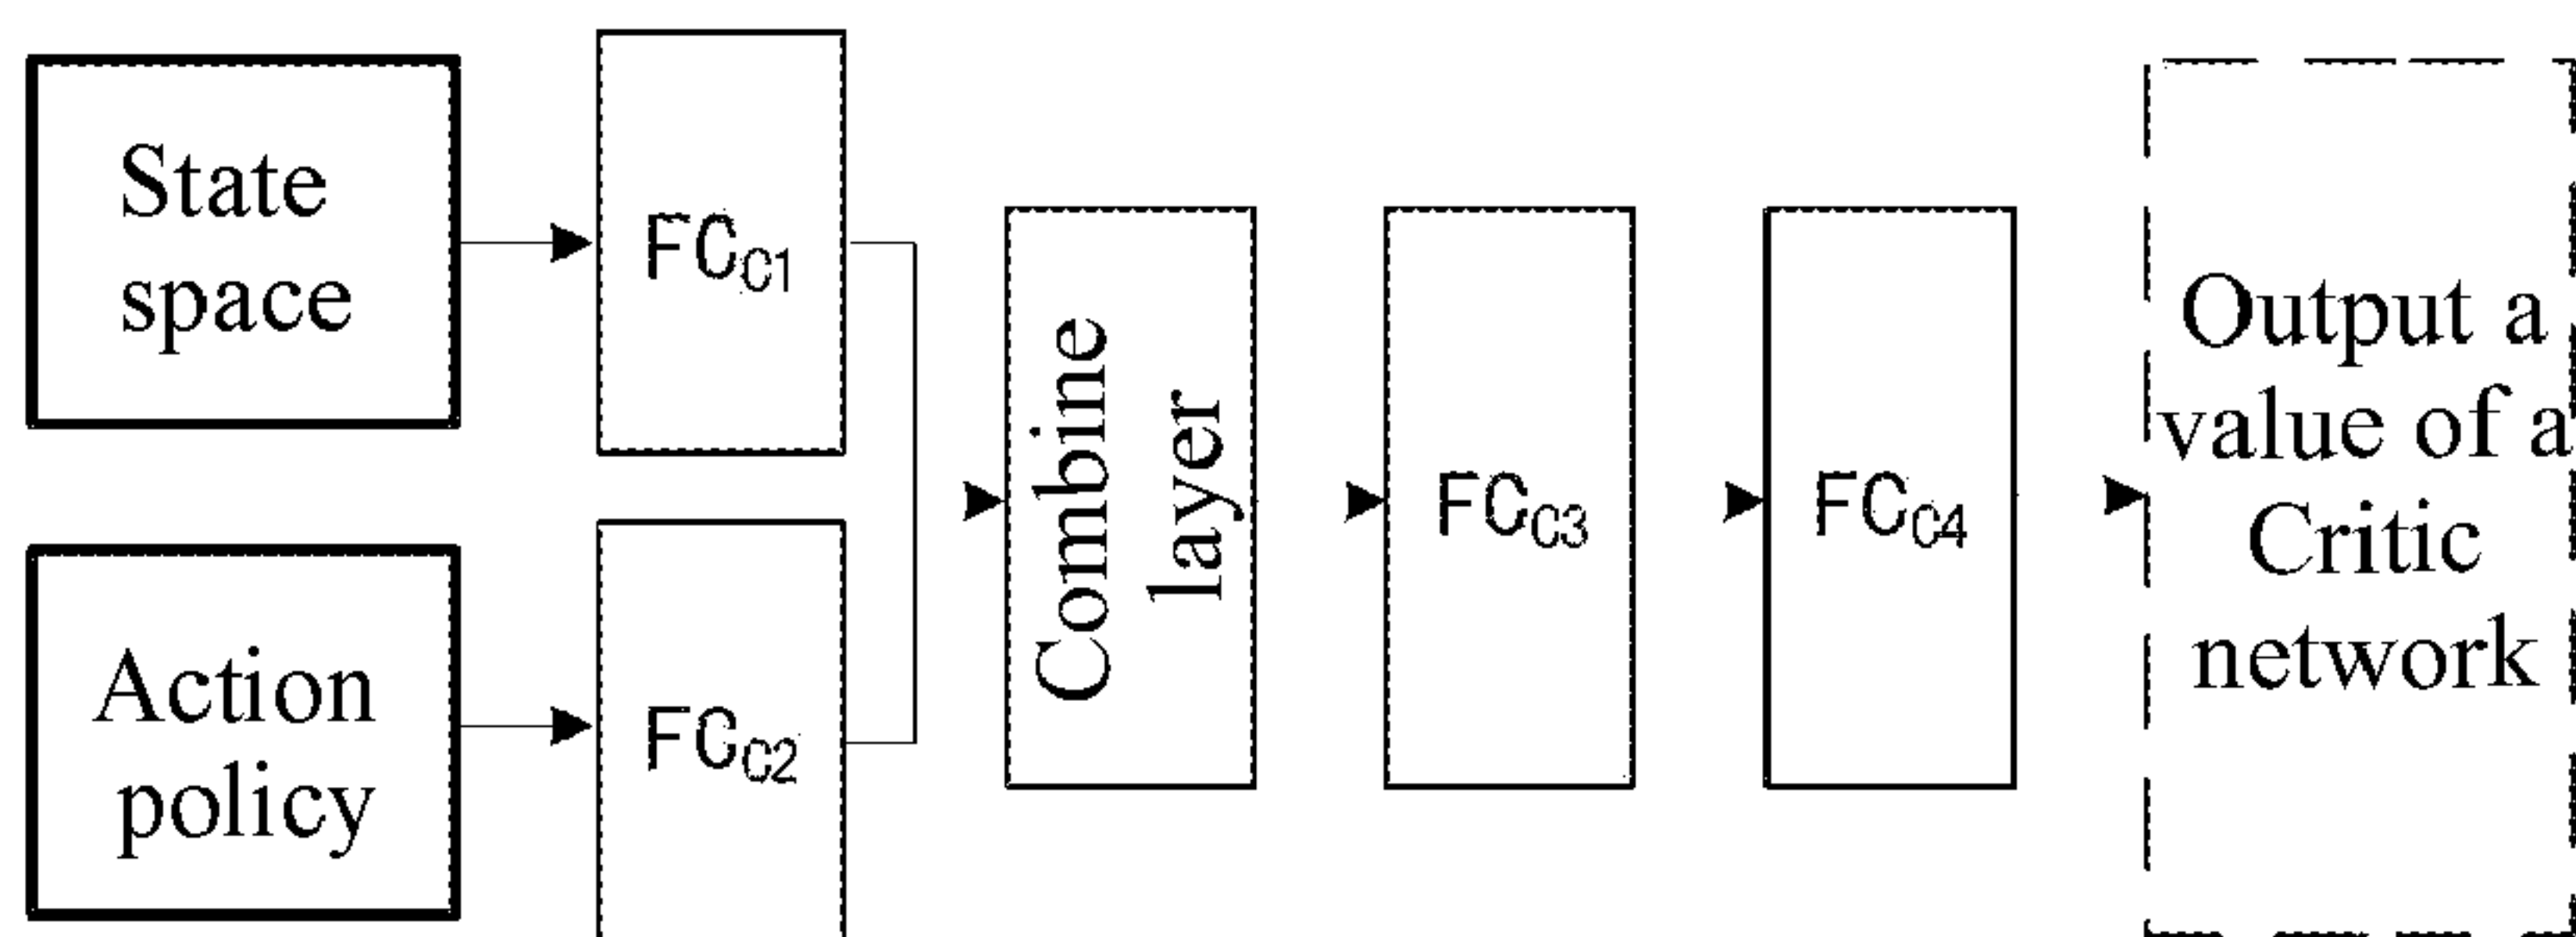 State
space
FCC1
Action
policy
FCC2
Combine
layer
FCC3
FCC4
Output a
value of a
Critic
network